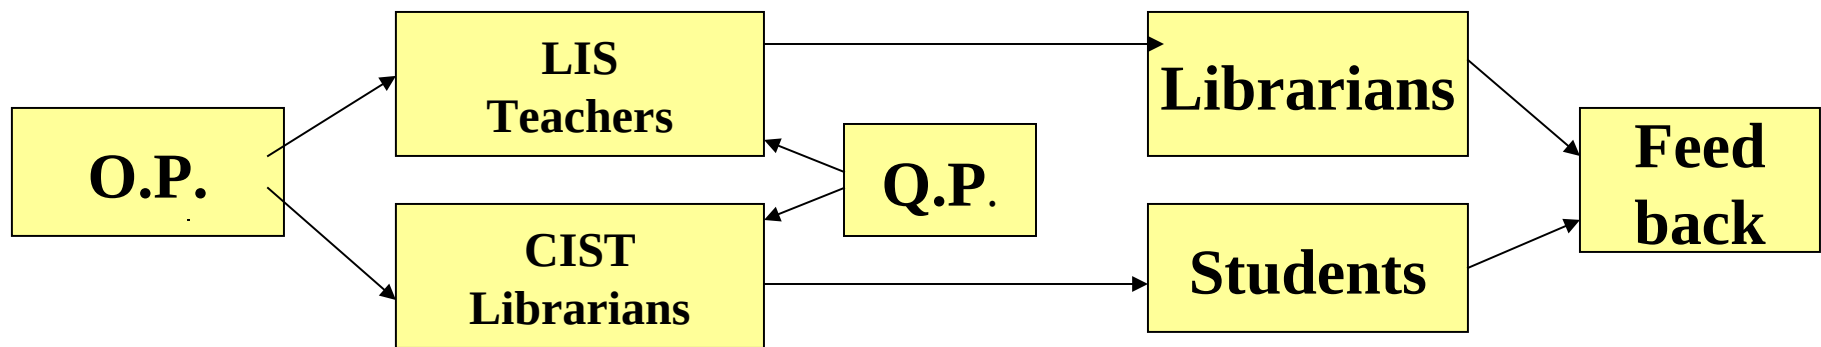 O.P.
.
LIS
Teachers
CIST
Librarians
Q.P.
Librarians
Students
Feed
back